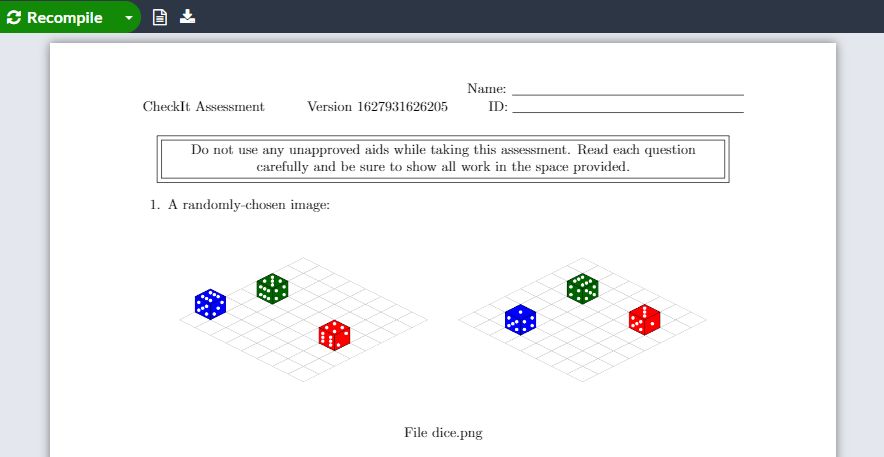 Recompile
Name:
CheckIt Assessment Version 1627931626205 ID:
Do not use any unapproved aids while taking this assessment. Read each question
carefully and be sure to show all work in the space provided.
1. A randomly-chosen image:
File dice.png